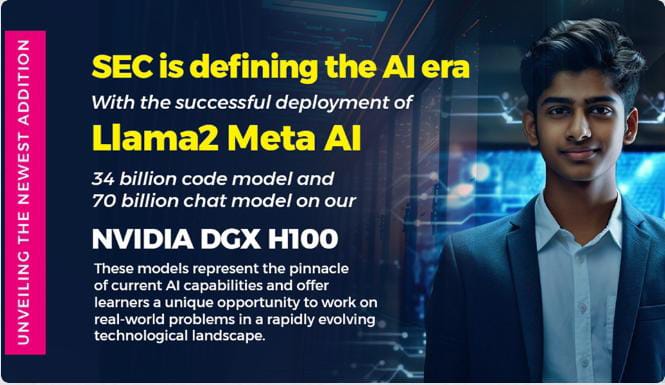 UNVEILING THE NEWEST ADDITION
SEC is defining the AI era
With the successful deployment of
Llama2 Meta AI
34 billion code model and
70 billion chat model on our
NVIDIA DGX H100
These models represent the pinnacle
of current AI capabilities and offer
learners a unique opportunity to work on
real-world problems in a rapidly evolving
technological landscape.